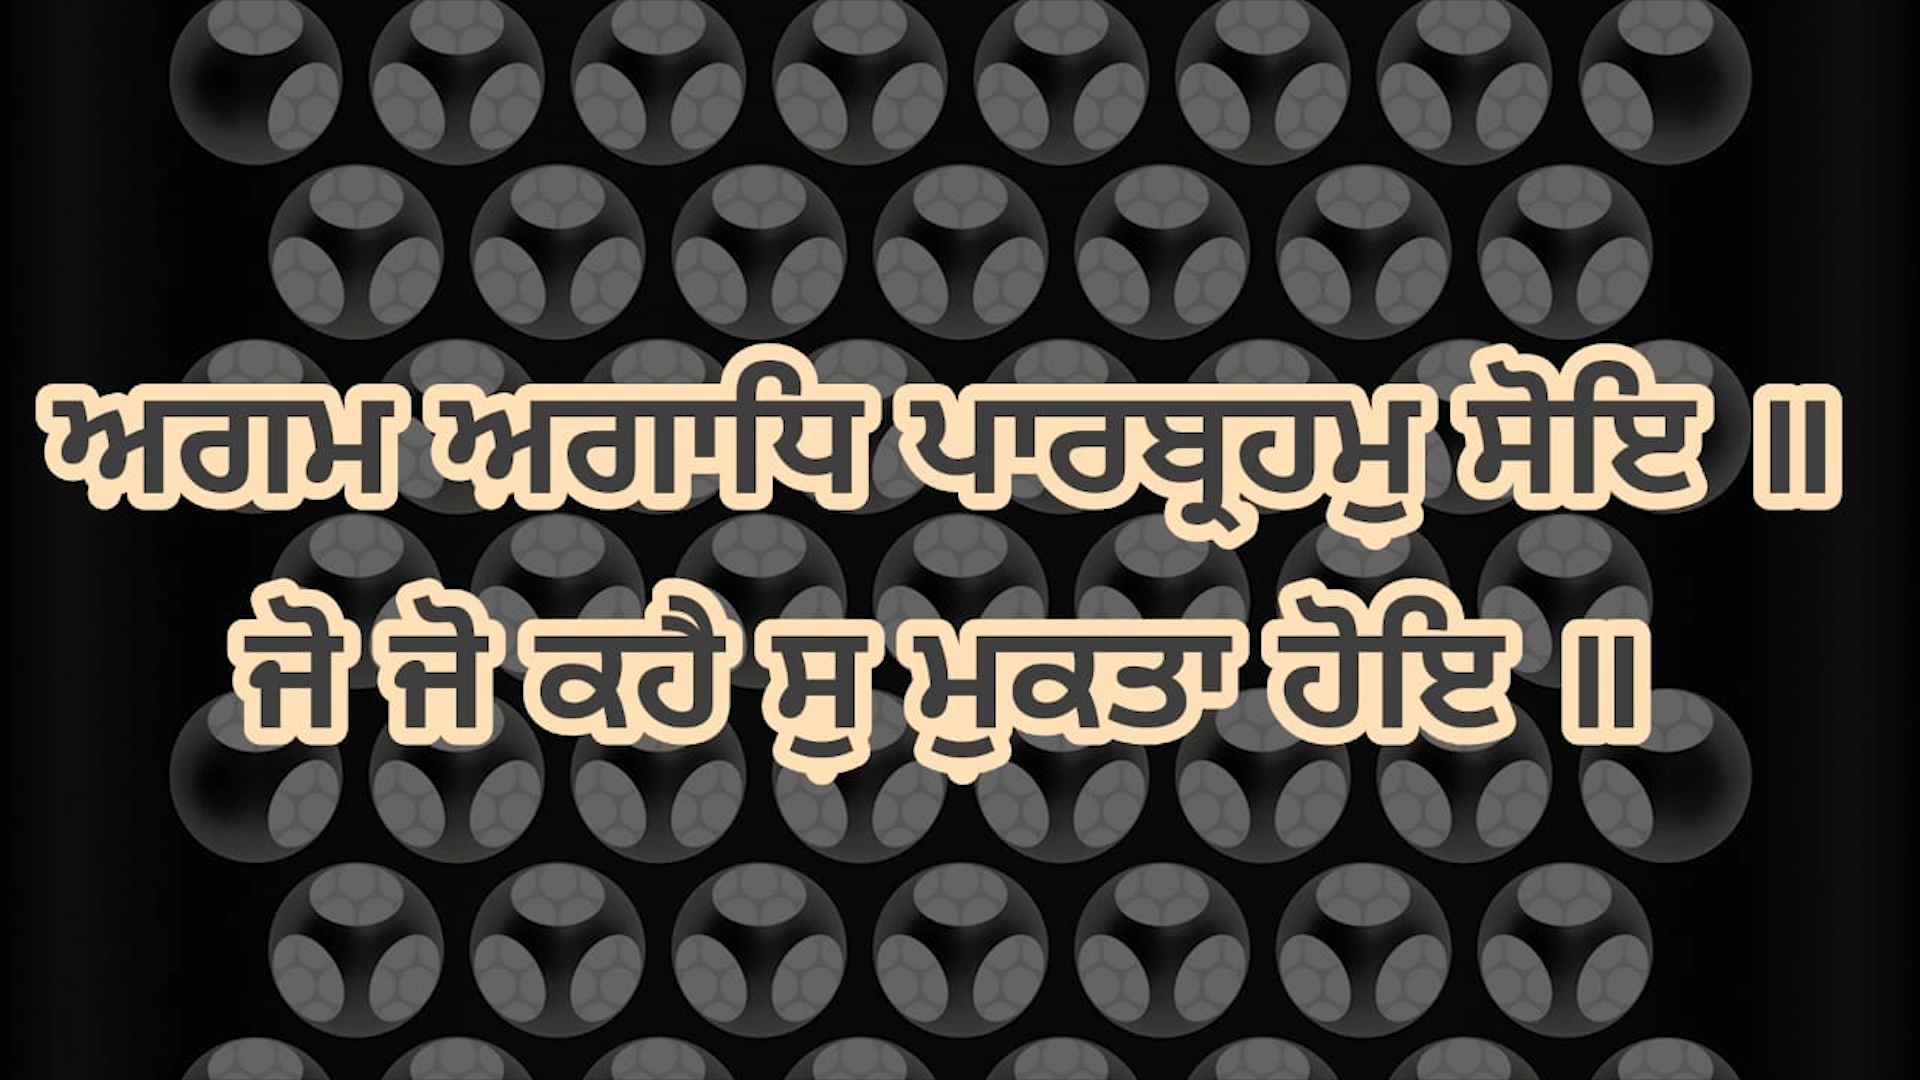 ਅਗਮ ਅਗਾਧਿ ਪਾਰਬ੍ਰਹਮੁ ਸੋਇ ॥
ਜੋ ਜੋ ਕਹੈ ਸੁ ਮੁਕਤਾ ਹੋਇ ॥